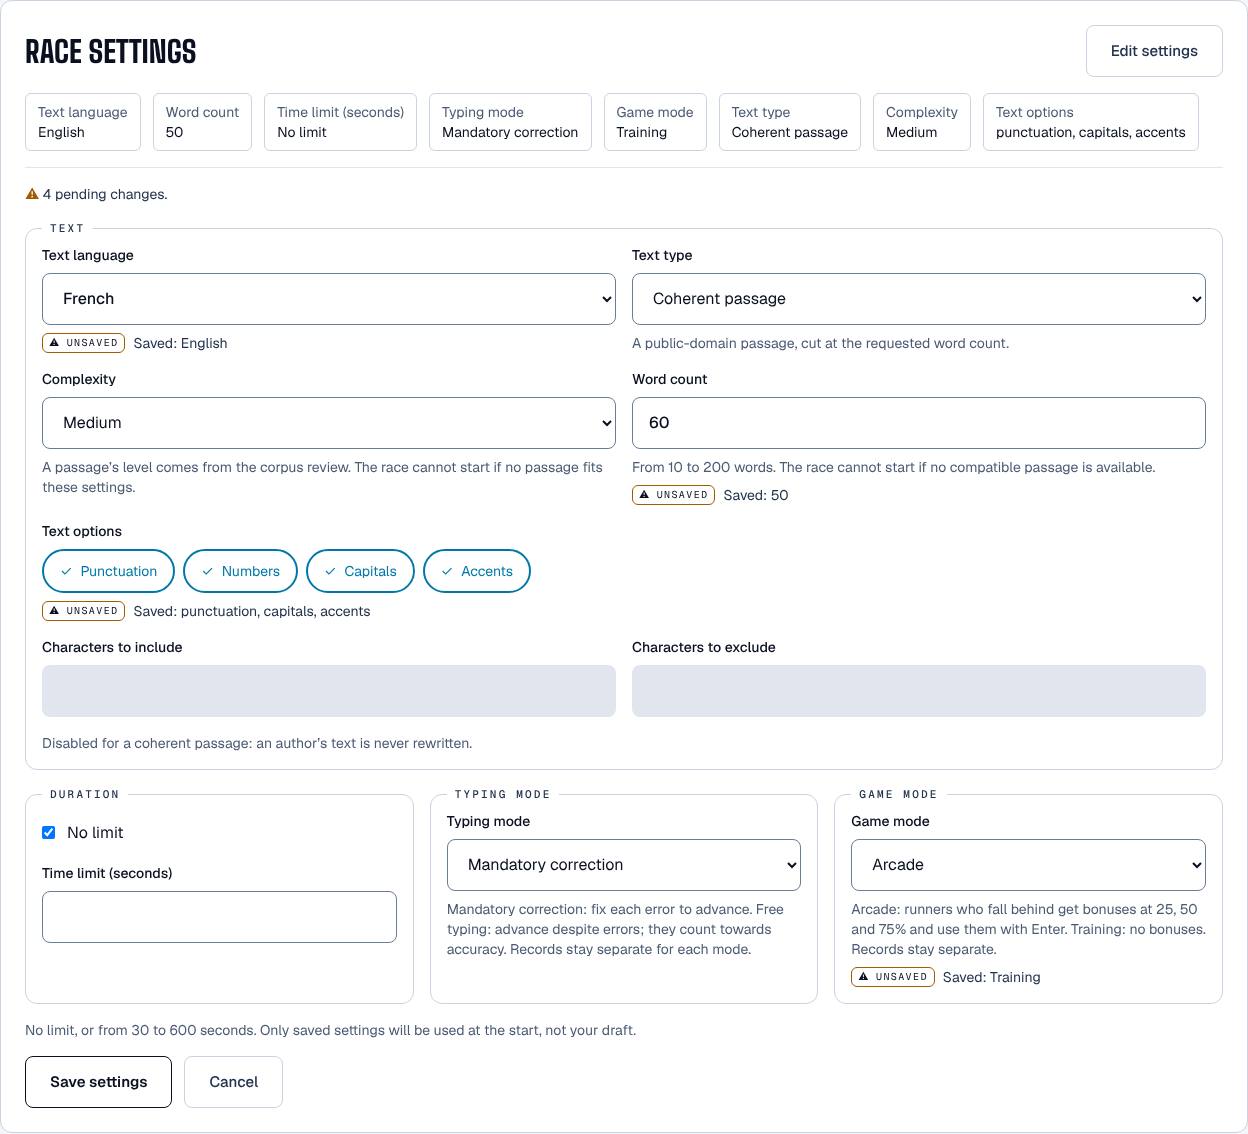 RACE SETTINGS
Edit settings
Text language
English
Word count
50
Time limit (seconds)
No limit
Typing mode
Mandatory correction
Game mode
Training
Text type
Coherent passage
Complexity
Medium
Text options
punctuation, capitals, accents
4 pending changes.
TEXT
Text language
French
UNSAVED Saved: English
Text type
Coherent passage
A public-domain passage, cut at the requested word count.
Complexity
Medium
A passage’s level comes from the corpus review. The race cannot start if no passage fits
these settings.
Word count
60
From 10 to 200 words. The race cannot start if no compatible passage is available.
UNSAVED Saved: 50
Text options
Punctuation Numbers Capitals Accents
UNSAVED Saved: punctuation, capitals, accents
Characters to include
Characters to exclude
Disabled for a coherent passage: an author’s text is never rewritten.
DURATION
No limit
Time limit (seconds)
TYPING MODE
Typing mode
Mandatory correction
Mandatory correction: fix each error to advance. Free
typing: advance despite errors; they count towards
accuracy. Records stay separate for each mode.
GAME MODE
Game mode
Arcade
Arcade: runners who fall behind get bonuses at 25, 50
and 75% and use them with Enter. Training: no bonuses.
Records stay separate.
UNSAVED Saved: Training
No limit, or from 30 to 600 seconds. Only saved settings will be used at the start, not your draft.
Save settings
Cancel